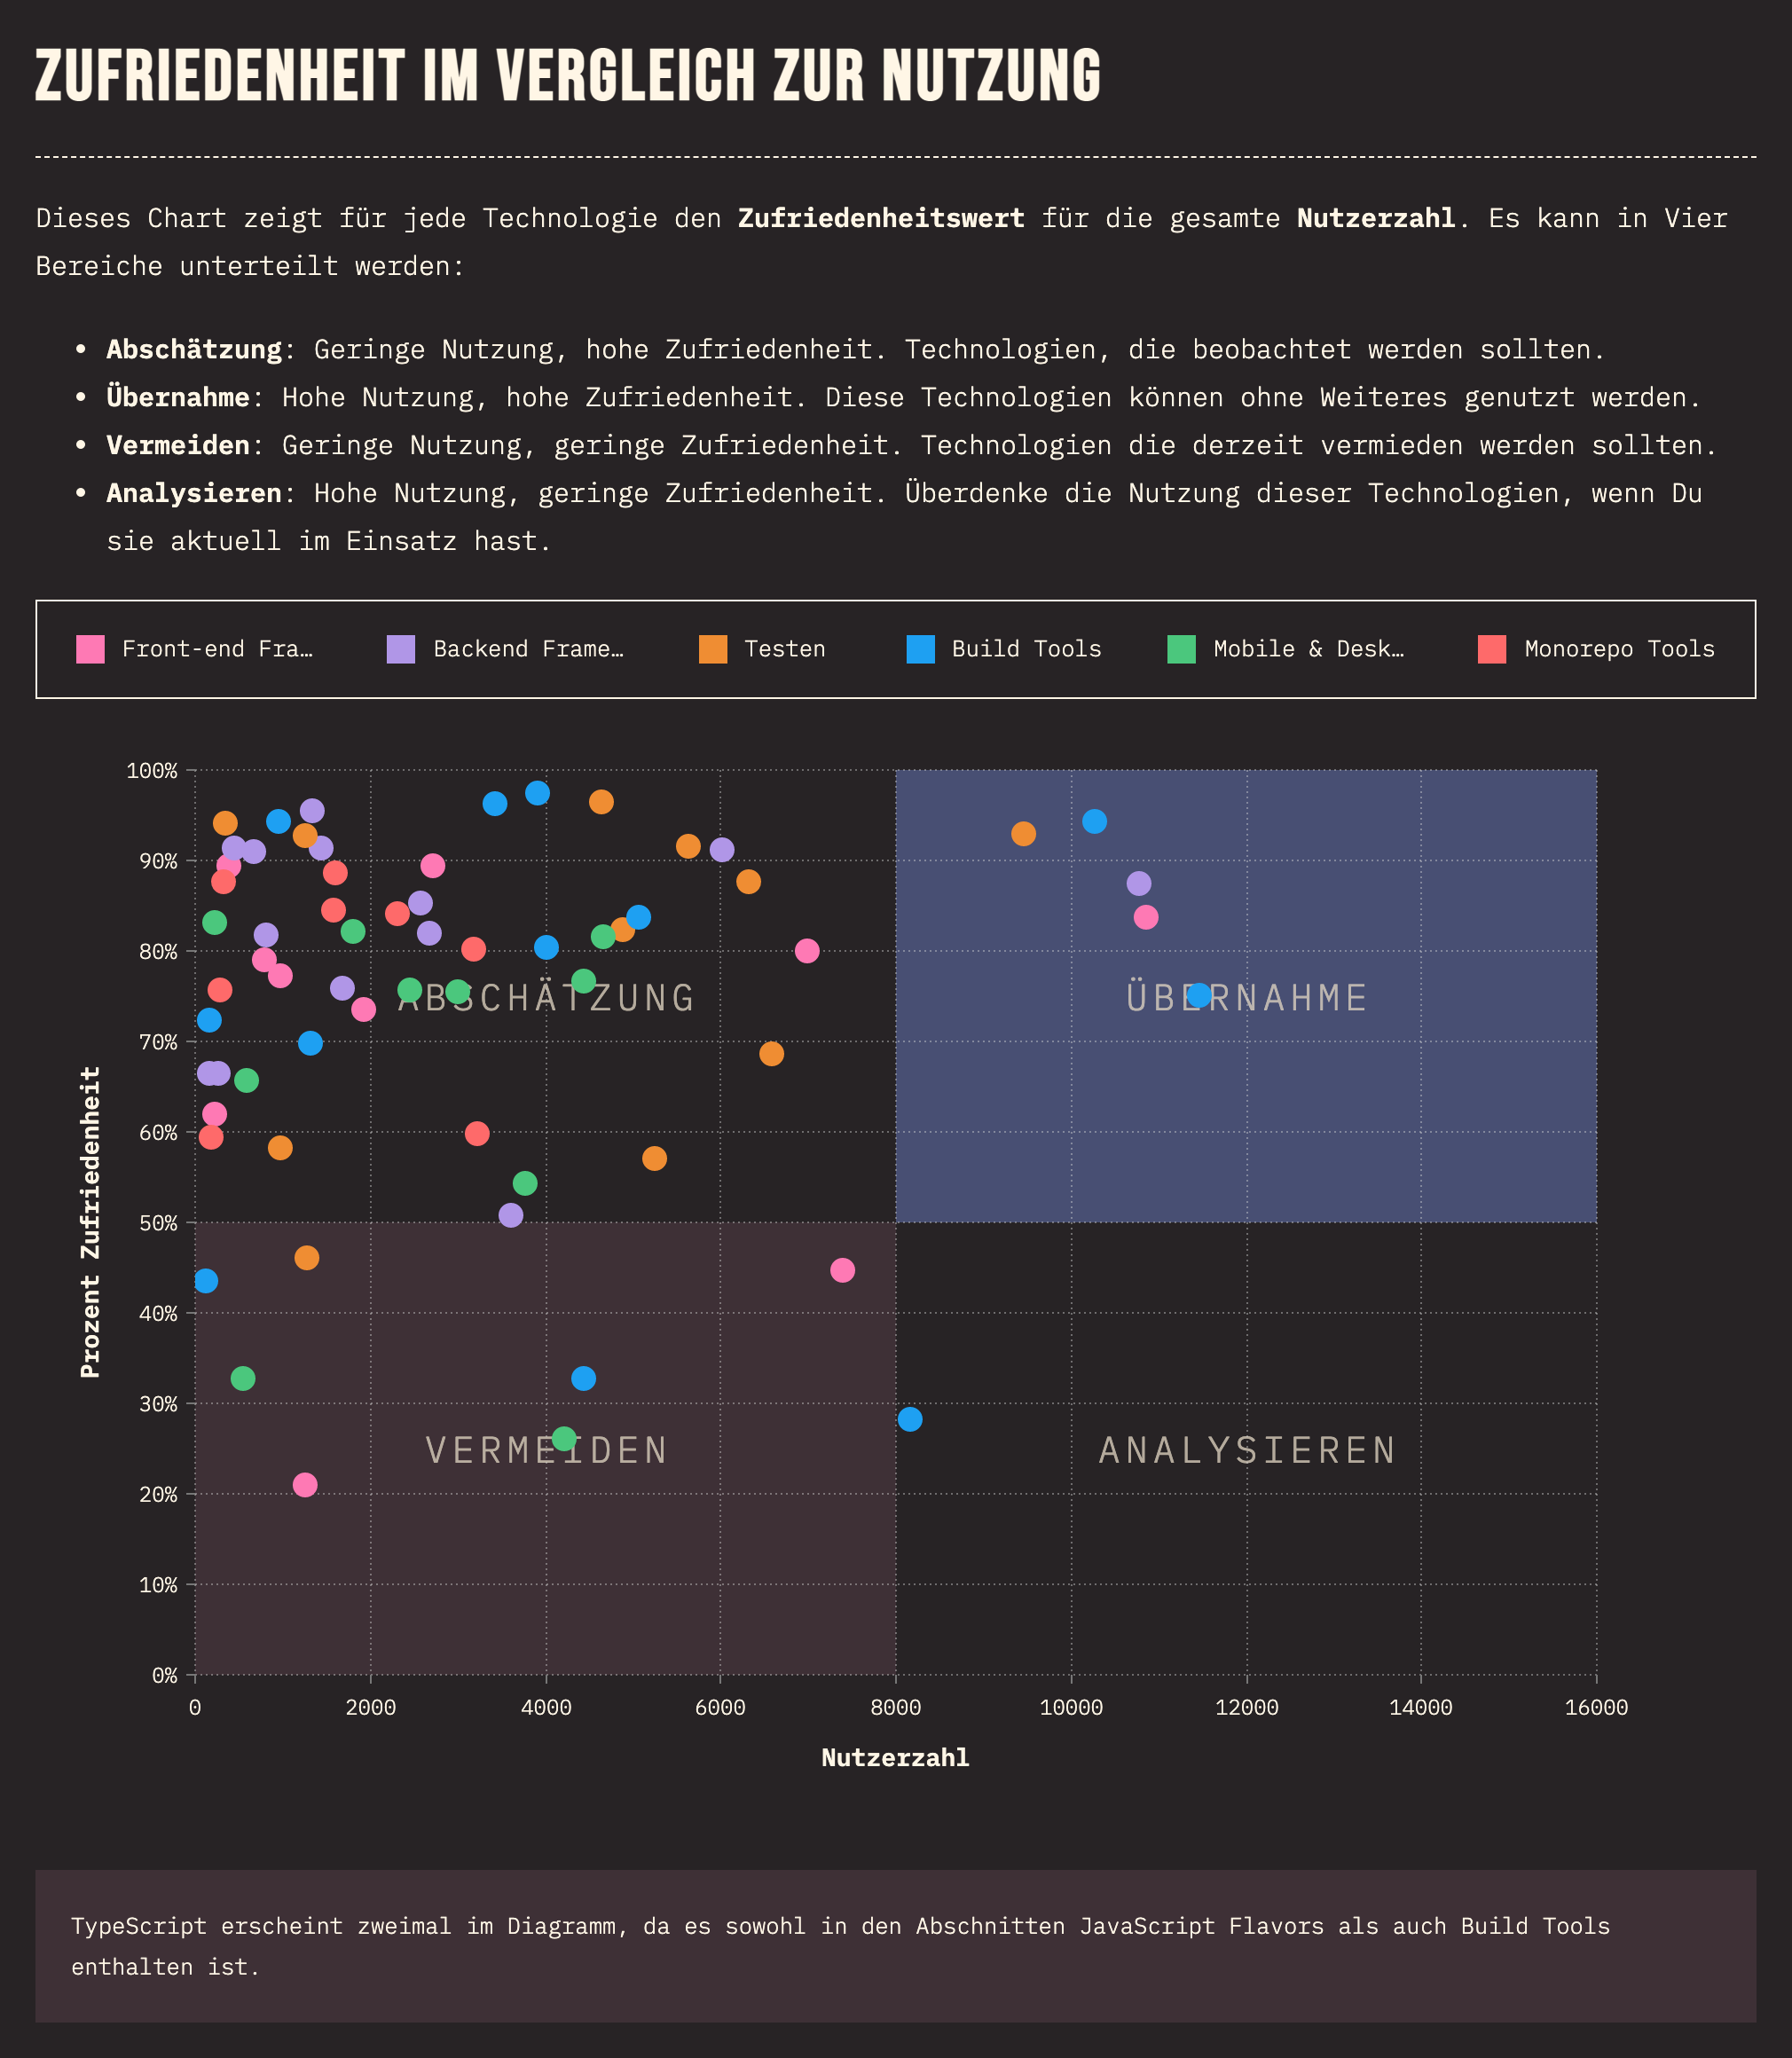 ZUFRIEDENHEIT IM VERGLEICH ZUR NUTZUNG
Dieses Chart zeigt für jede Technologie den Zufriedenheitswert für die gesamte Nutzerzahl. Es kann in Vier
Bereiche unterteilt werden:
• Abschätzung: Geringe Nutzung, hohe Zufriedenheit. Technologien, die beobachtet werden sollten.
• Übernahme: Hohe Nutzung, hohe Zufriedenheit. Diese Technologien können ohne Weiteres genutzt werden.
• Vermeiden: Geringe Nutzung, geringe Zufriedenheit. Technologien die derzeit vermieden werden sollten.
• Analysieren: Hohe Nutzung, geringe Zufriedenheit. Überdenke die Nutzung dieser Technologien, wenn Du
sie aktuell im Einsatz hast.
Front-end Fra… Backend Frame… Testen Build Tools Mobile & Desk… Monorepo Tools
100%
90%
80%
ABSCHÄTZUNG ÜBERNAHME
70%
60%
50%
40%
30%
VERMEIDEN ANALYSIEREN
20%
10%
0%
Prozent Zufriedenheit
0 2000 4000 6000 8000 10000 12000 14000 16000
Nutzerzahl
TypeScript erscheint zweimal im Diagramm, da es sowohl in den Abschnitten JavaScript Flavors als auch Build Tools
enthalten ist.